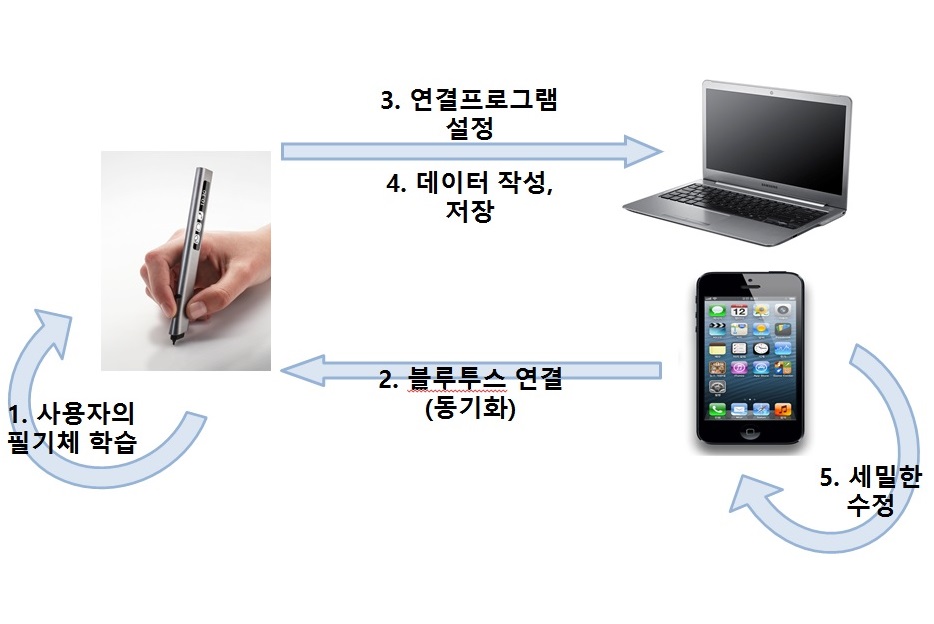 3. 연결프로그램
설정
4. 데이터 작성,
저장
2. 블루투스 연결
(동기화)
1. 사용자의
필기체 학습
5. 세밀한
수정
SAMSUNG
12